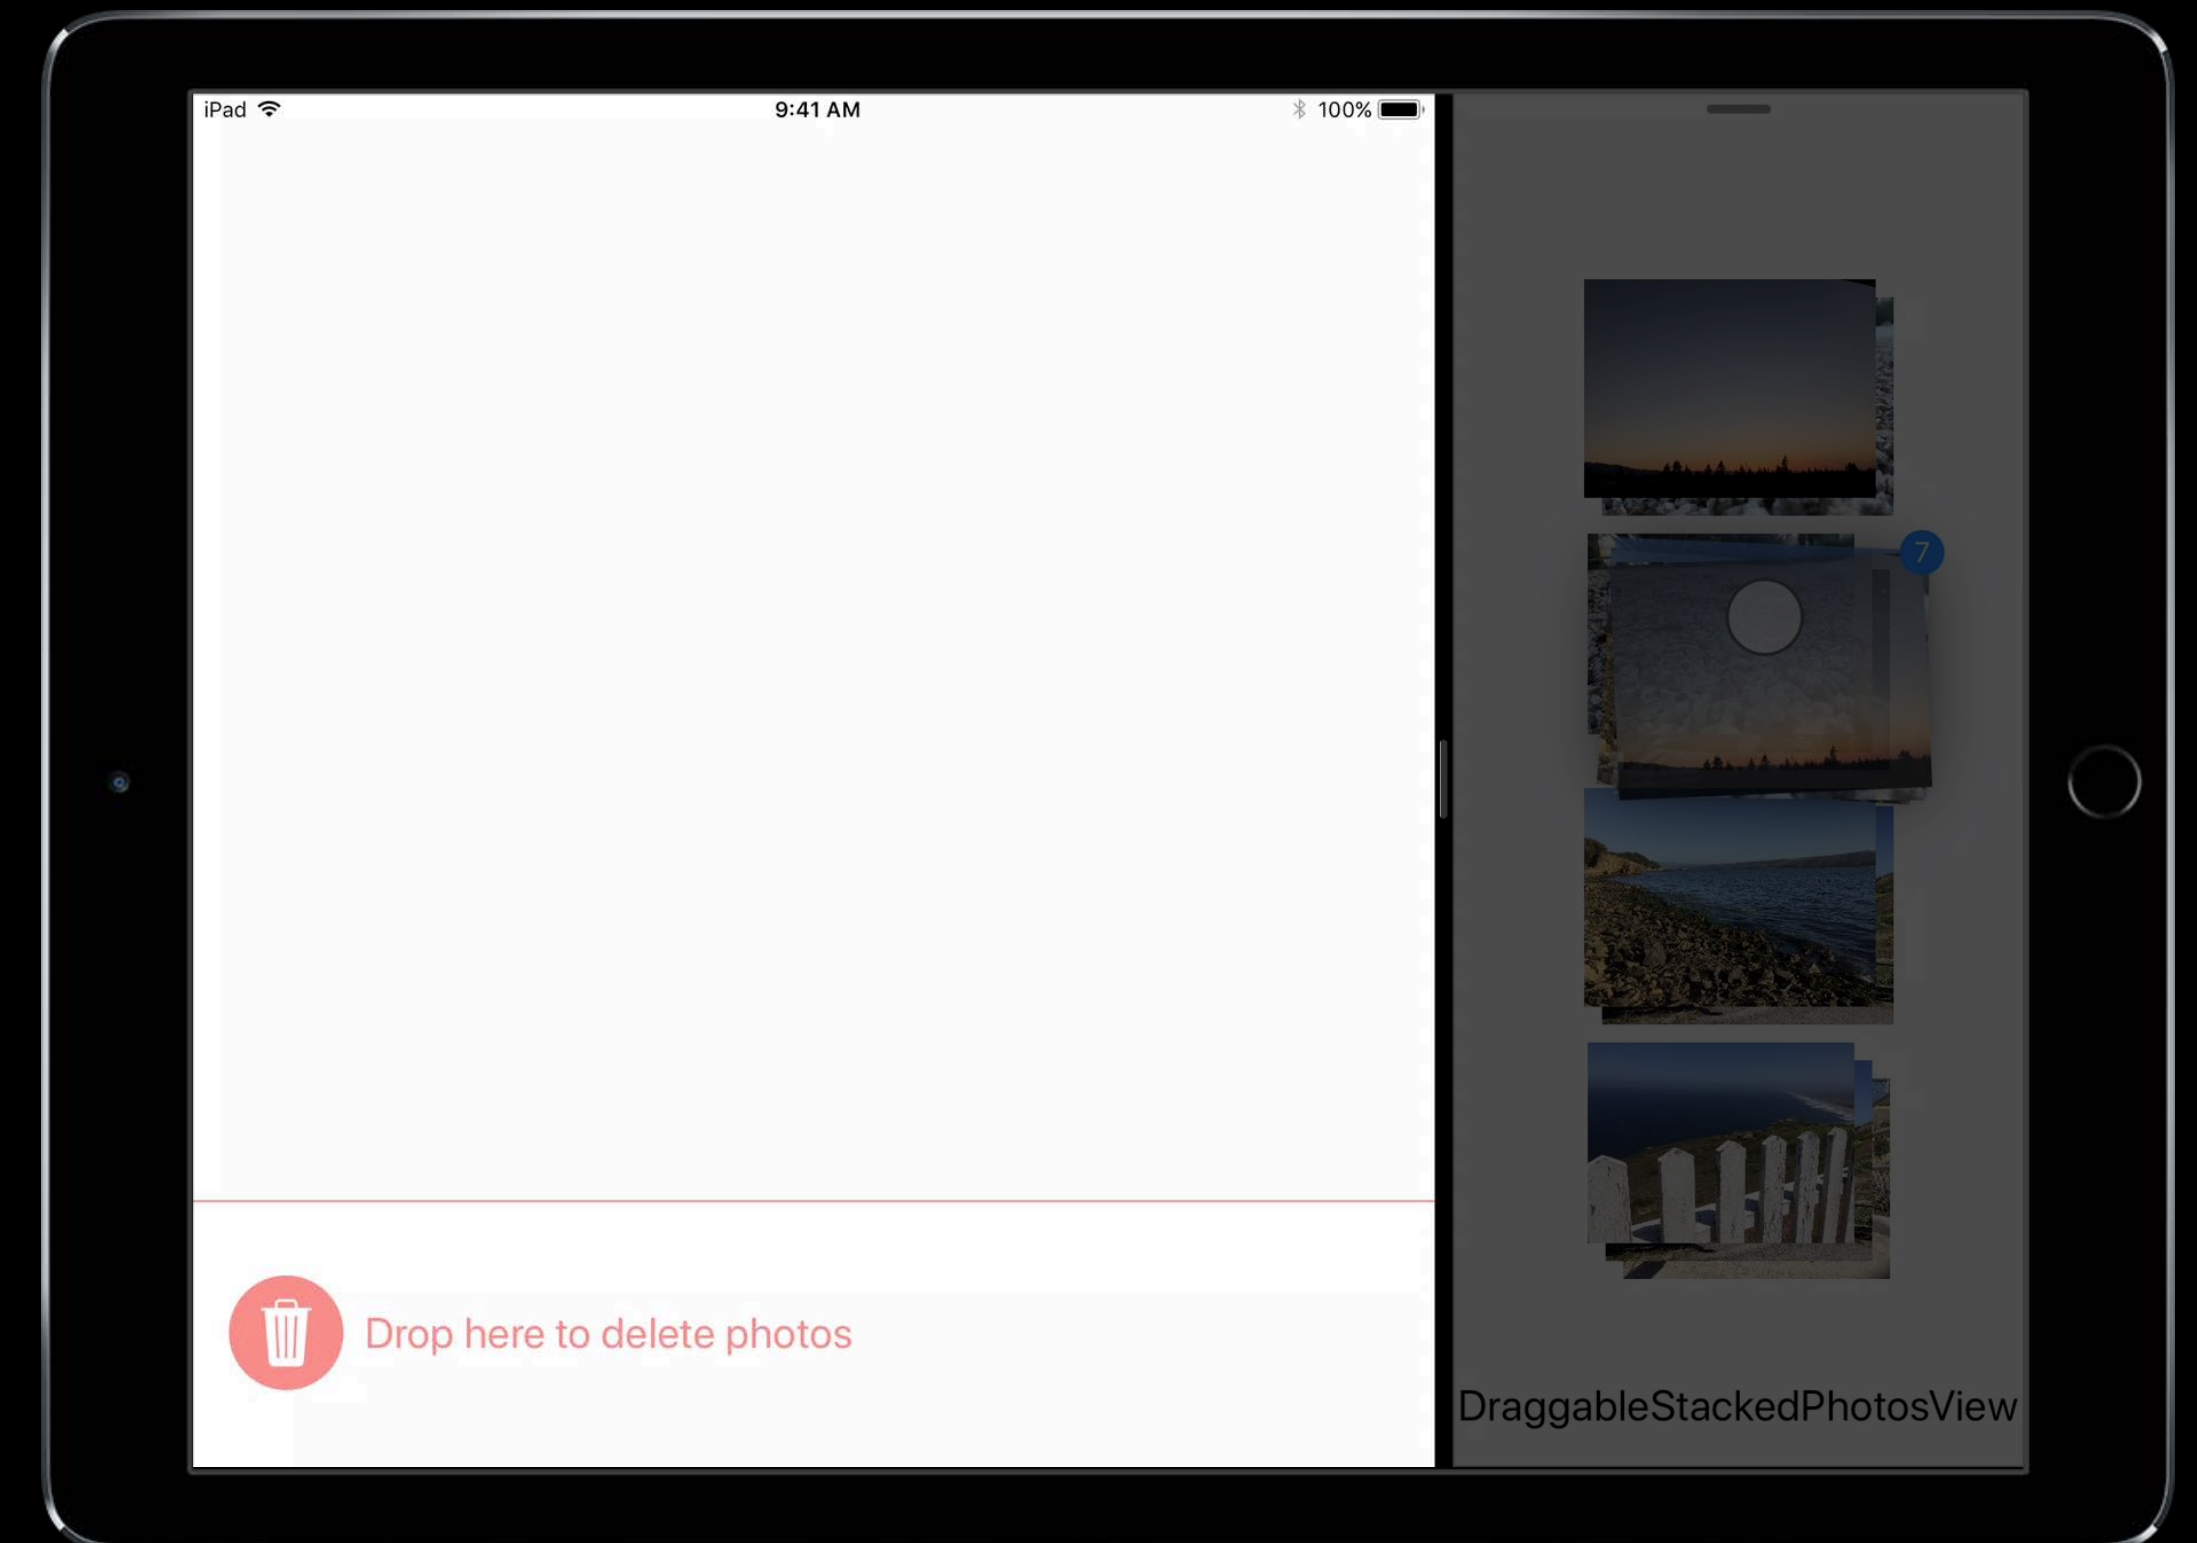 iPad 9:41 AM 100%
7
Drop here to delete photos
DraggableStackedPhotosView